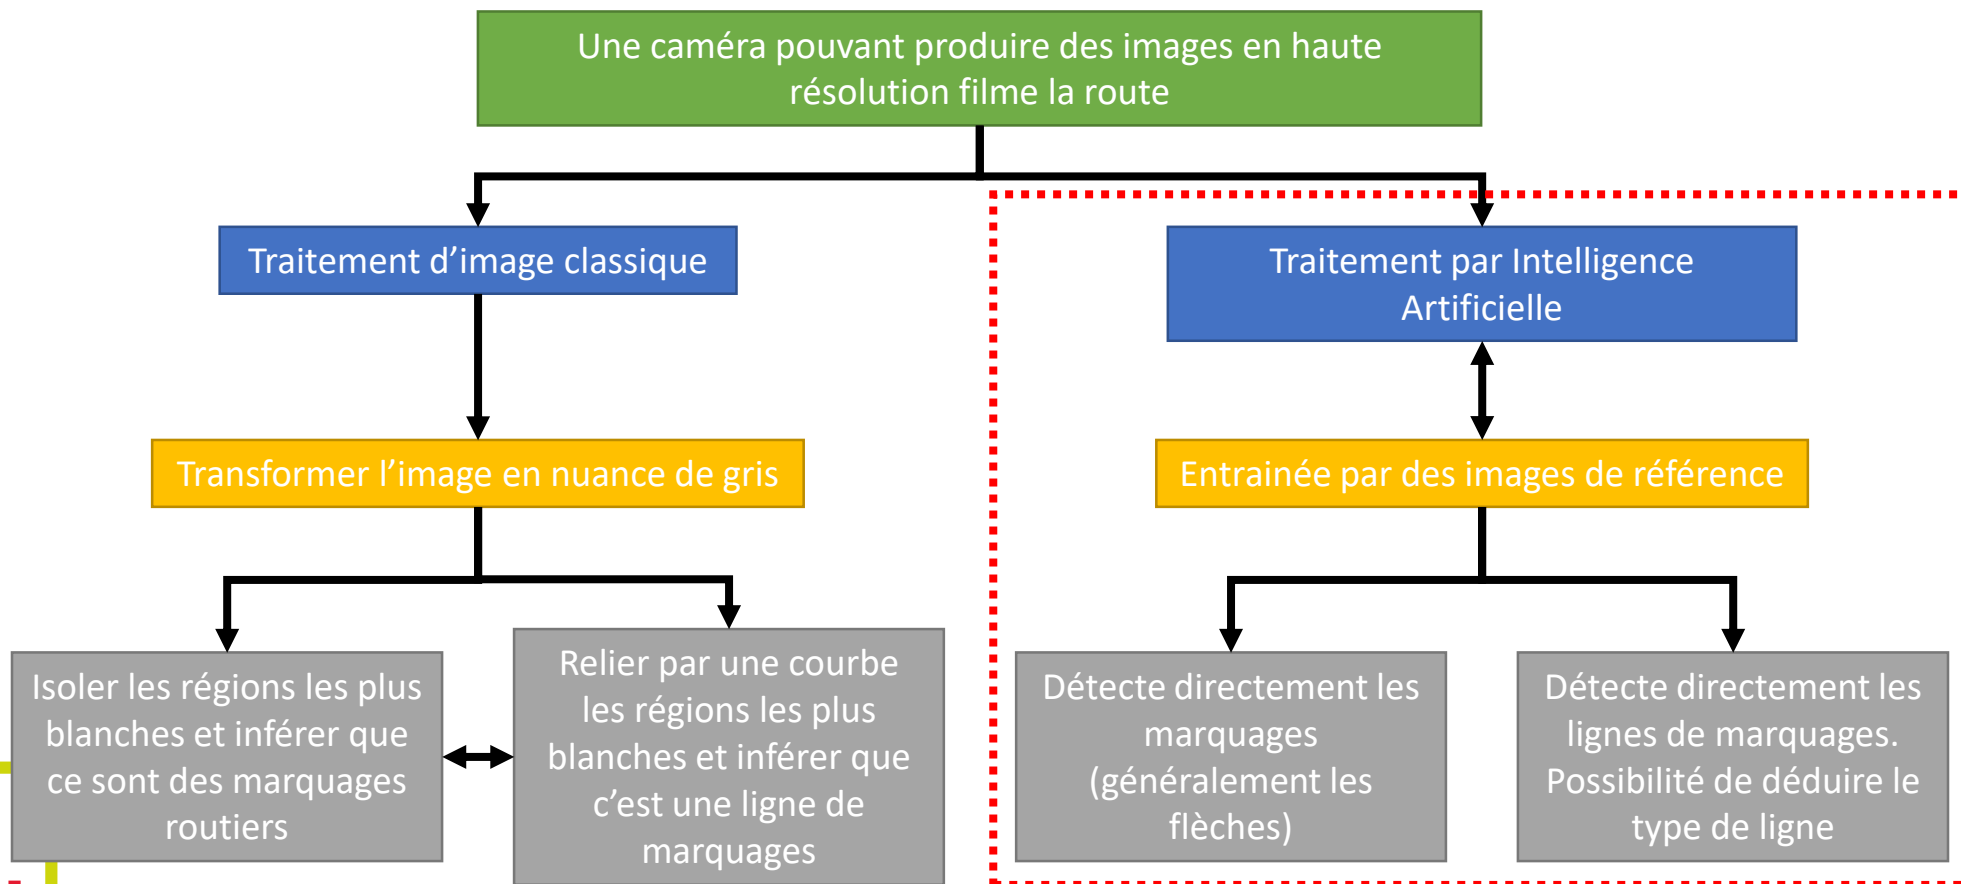 Une caméra pouvant produire des images en haute
résolution filme la route
Traitement d’image classique
Traitement par Intelligence
Artificielle
Transformer l’image en nuance de gris
Entrainée par des images de référence
Isoler les régions les plus
blanches et inférer que
ce sont des marquages
routiers
Relier par une courbe
les régions les plus
blanches et inférer que
c’est une ligne de
marquages
Détecte directement les
marquages
(généralement les
flèches)
Détecte directement les
lignes de marquages.
Possibilité de déduire le
type de ligne